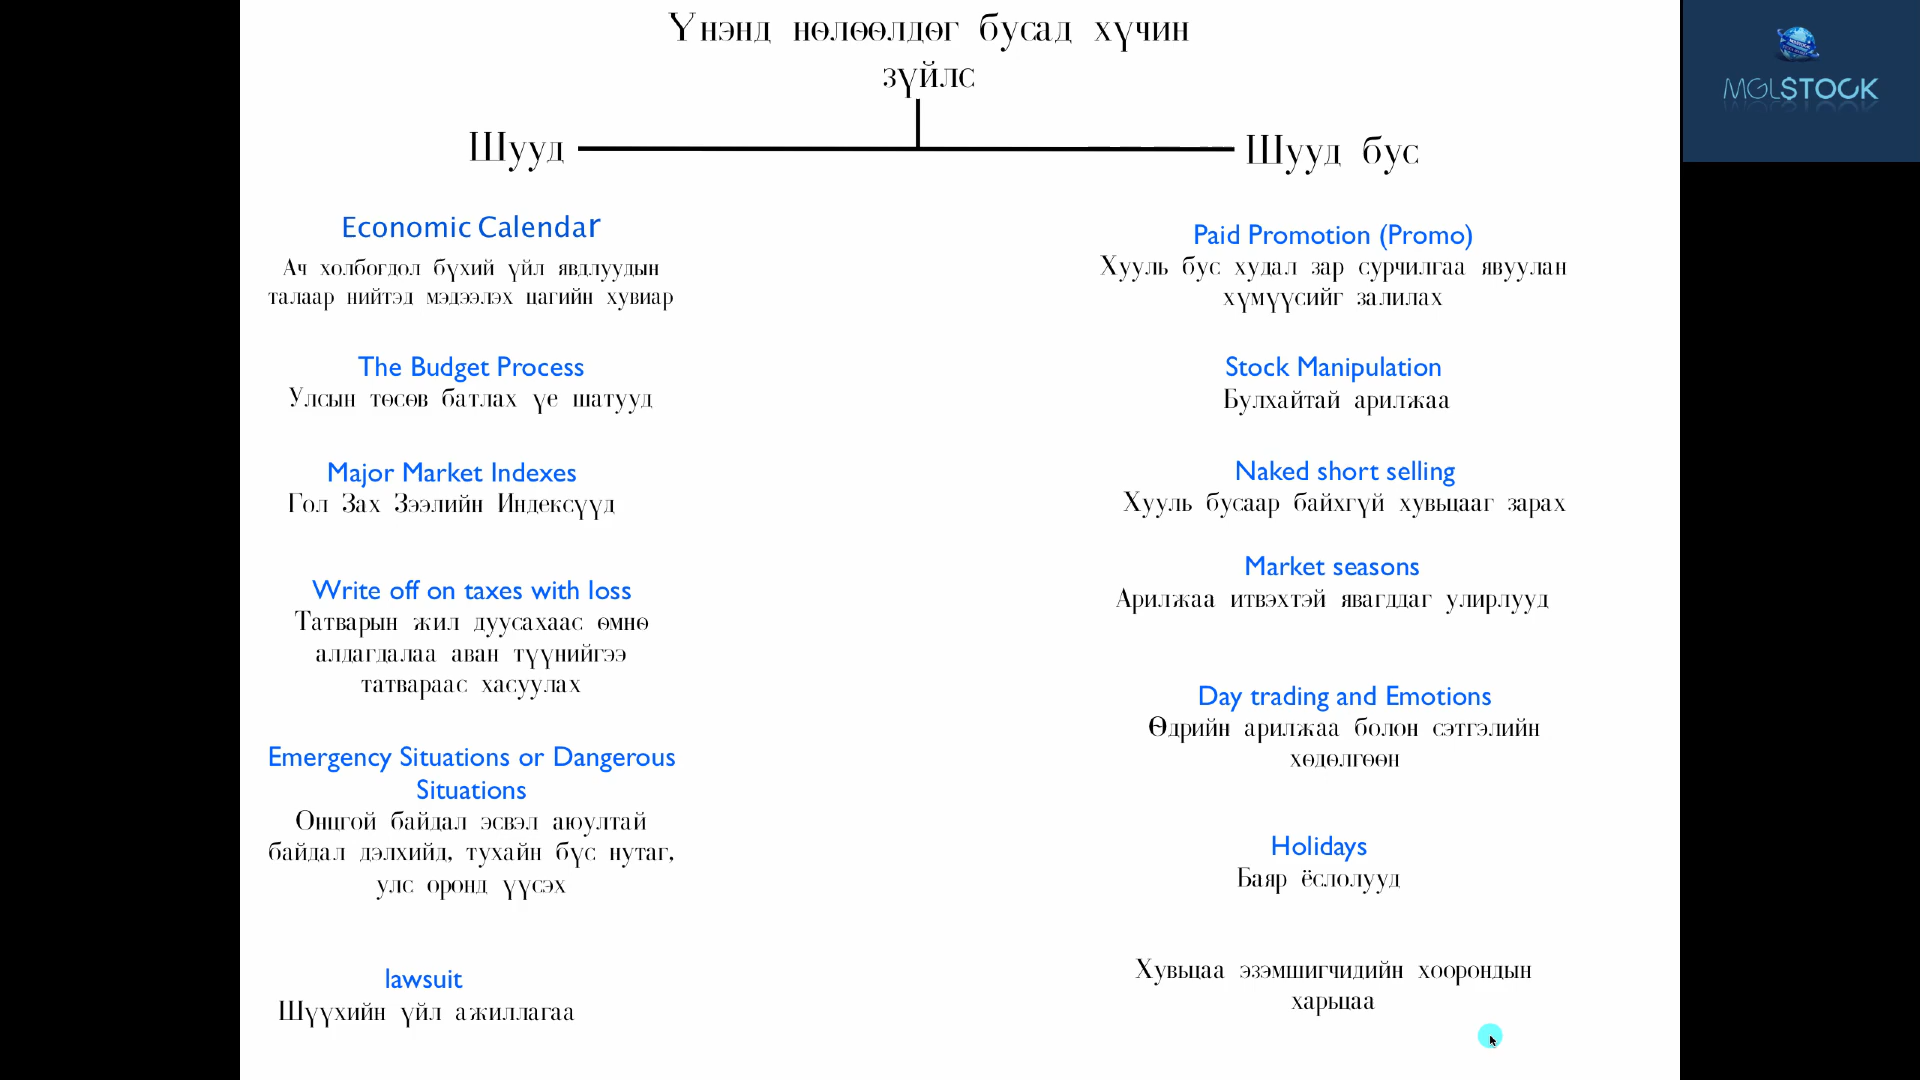 Үнэнд нөлөөлдөг бусад хүчин
зүйлс
MGL$TOCK
Шууд
Шууд бус
Economic Calendar
Ач холбогдол бүхий үйл явдлуудын
талаар нийтэд мэдээлэх цагийн хувиар
The Budget Process
Улсын төсөв батлах үе шатууд
Major Market Indexes
Гол Зах Зээлийн Индексүүд
Write off on taxes with loss
Татварын жил дуусахаас өмнө
алдагдалаа аван түүнийгээ
татвараас хасуулах
Emergency Situations or Dangerous
Situations
Онцгой байдал эсвэл аюултай
байдал дэлхийд, тухайн бүс нутаг,
улс оронд үүсэх
lawsuit
Шүүхийн үйл ажиллагаа
Paid Promotion (Promo)
Хууль бус худал зар сурчилгаа явуулан
хүмүүсийг залилах
Stock Manipulation
Булхайтай арилжаа
Naked short selling
Хууль бусаар байхгүй хувьцааг зарах
Market seasons
Арилжаа итвэхтэй явагддаг улирлууд
Day trading and Emotions
Өдрийн арилжаа болон сэтгэлийн
хөдөлгөөн
Holidays
Баяр ёслолууд
Хувьцаа эзэмшигчидийн хоорондын
харьцаа